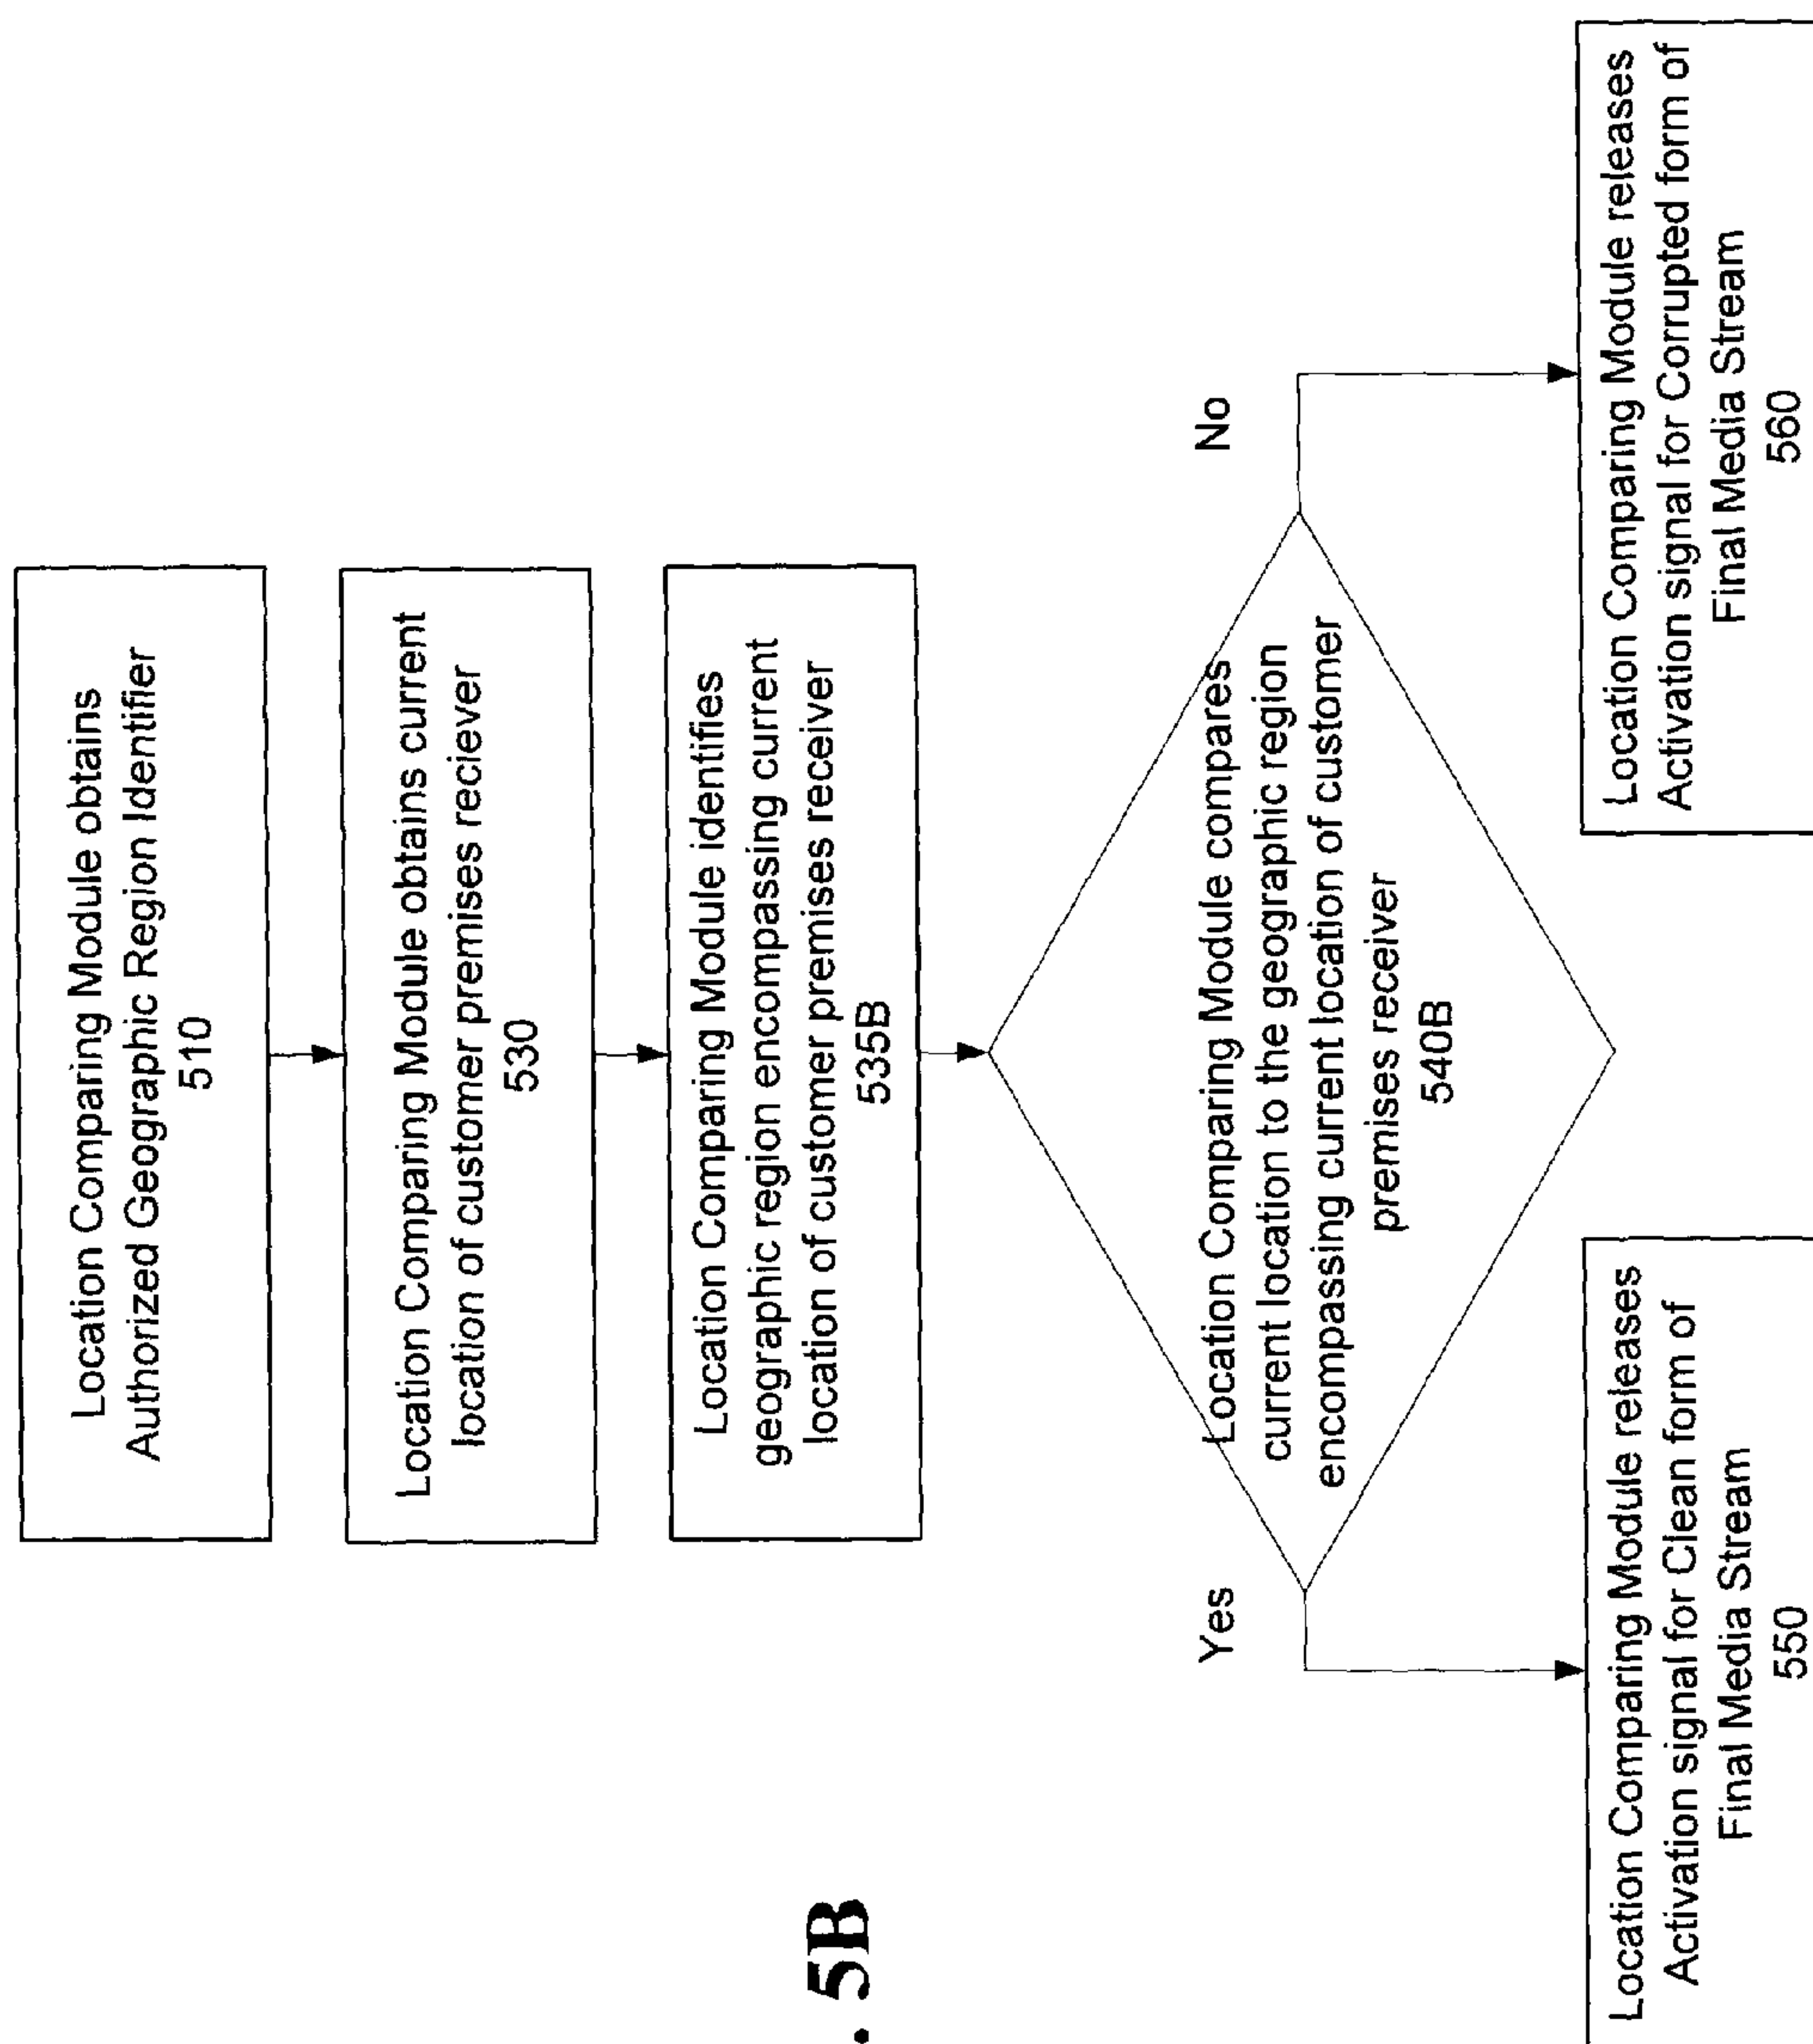 Location Comparing Module obtains
Authorized Geographic Region Identifier
510
Location Comparing Module obtains current
location of customer premises reciever
530
Location Comparing Module identifies
geographic region encompassing current
location of customer premises receiver
535B
Location Comparing Module compares
current location to the geographic region
encompassing current location of customer
premises receiver
540B
Yes
No
Location Comparing Module releases
Activation signal for Clean form of
Final Media Stream
550
Location Comparing Module releases
Activation signal for Corrupted form of
Final Media Stream
560
. 5B